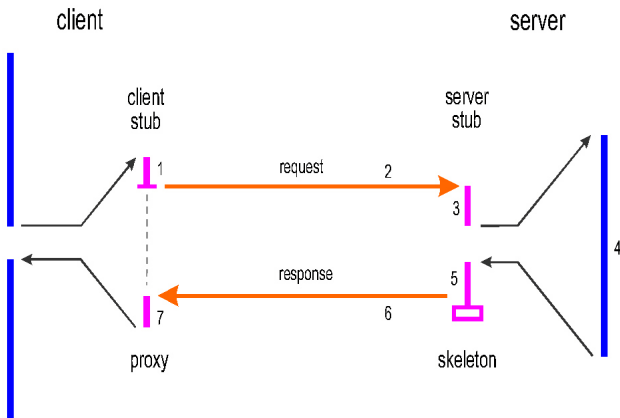 client
server
client
stub
server
stub
1
request
2
3
4
response
5
6
7
proxy
skeleton